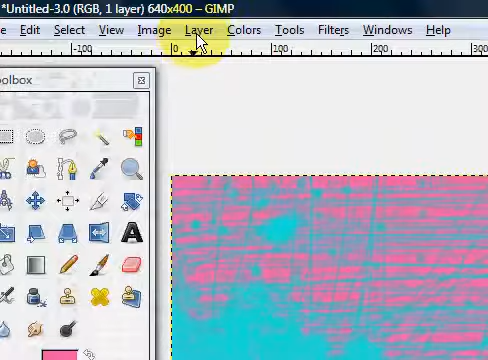 *Untitled-3.0 (RGB, 1 layer) 640x400 – GIMP
e Edit Select View Image Layer Colors Tools Filters Windows Help
-100 0 100 200 300
oolbox